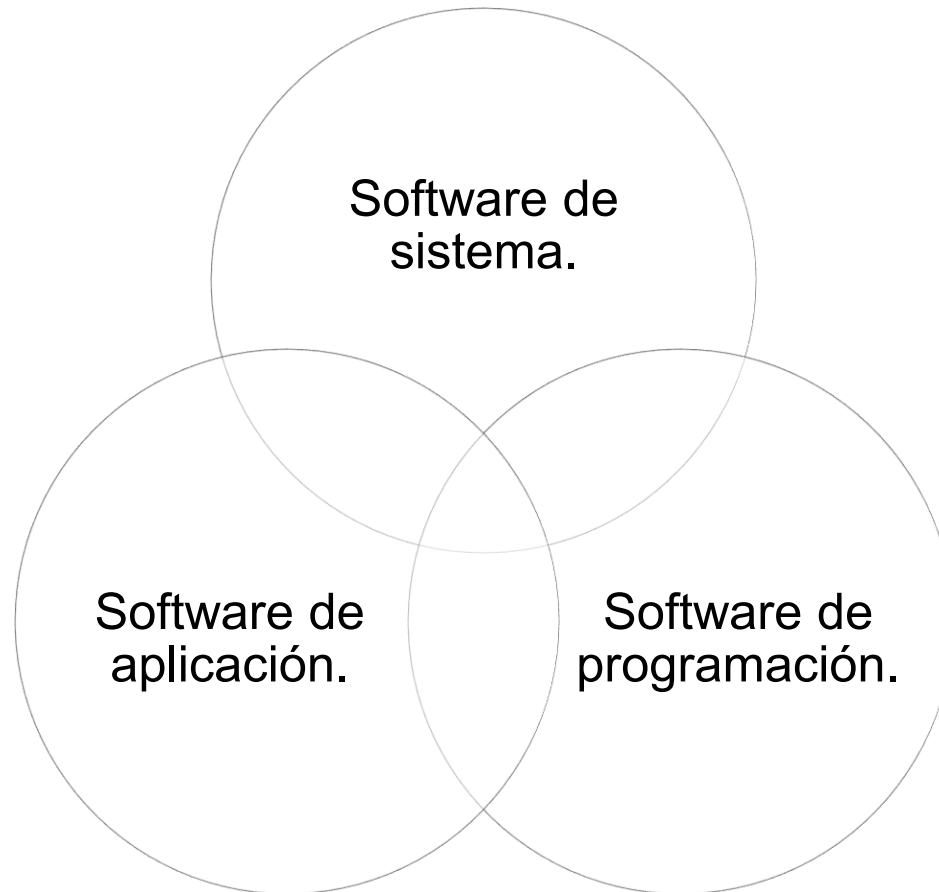 Software de
sistema.
Software de
aplicación.
Software de
programación.